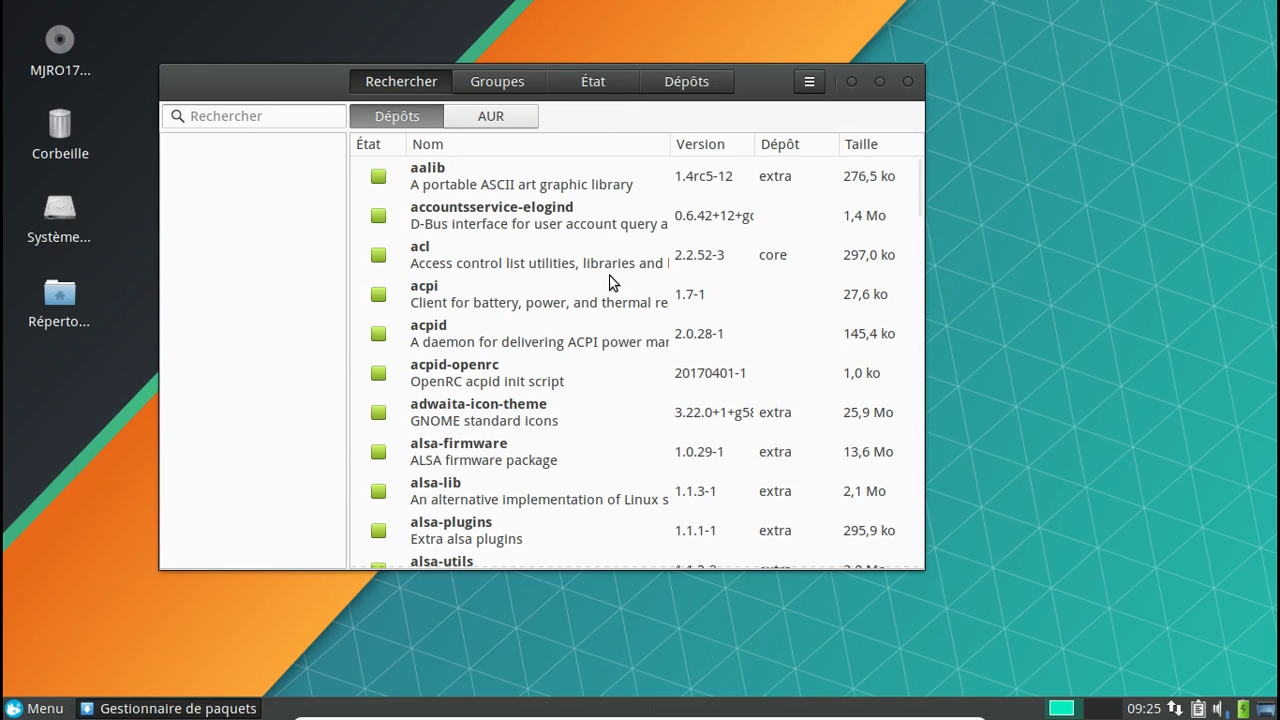 MJRO17...
Corbeille
Système...
Réperto...
Rechercher
Groupes
État
Dépôts
Rechercher
Dépôts
AUR
État
Nom
Version
Dépôt
Taille
aalib
A portable ASCII art graphic library
1.4rc5-12
extra
276,5 ko
accountsservice-elogind
D-Bus interface for user account query a
0.6.42+12+g
1,4 Mo
acl
Access control list utilities, libraries and
2.2.52-3
core
297,0 ko
acpi
Client for battery, power, and thermal re
1.7-1
27,6 ko
acpid
A daemon for delivering ACPI power mar
2.0.28-1
145,4 ko
acpid-openrc
OpenRC acpid init script
20170401-1
1,0 ko
adwaita-icon-theme
GNOME standard icons
3.22.0+1+g58
extra
25,9 Mo
alsa-firmware
ALSA firmware package
1.0.29-1
extra
13,6 Mo
alsa-lib
An alternative implementation of Linux s
1.1.3-1
extra
2,1 Mo
alsa-plugins
Extra alsa plugins
1.1.1-1
extra
295,9 ko
alsa-utils
Menu
Gestionnaire de paquets
09:25